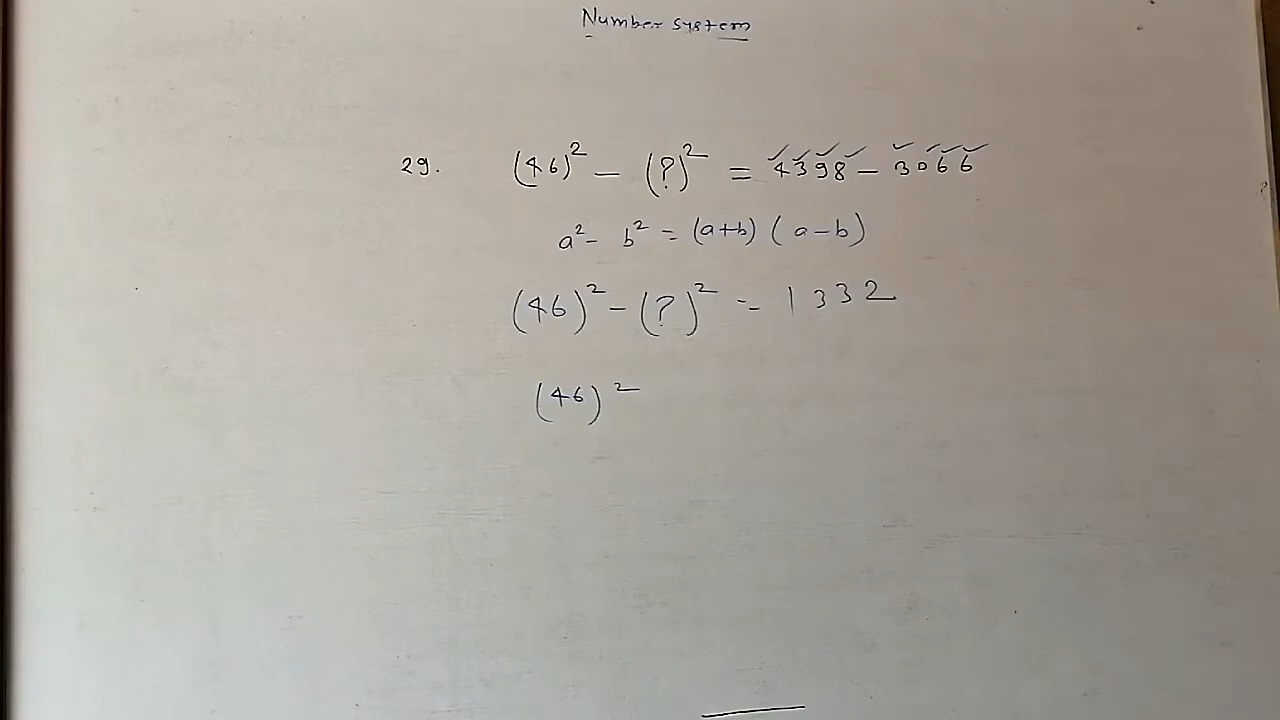 Number system
29. (46)² – (?)² = 4398 – 3066
a² - b² = (a+b) (a-b)
(46)² - (?)² = 1332
(46)²